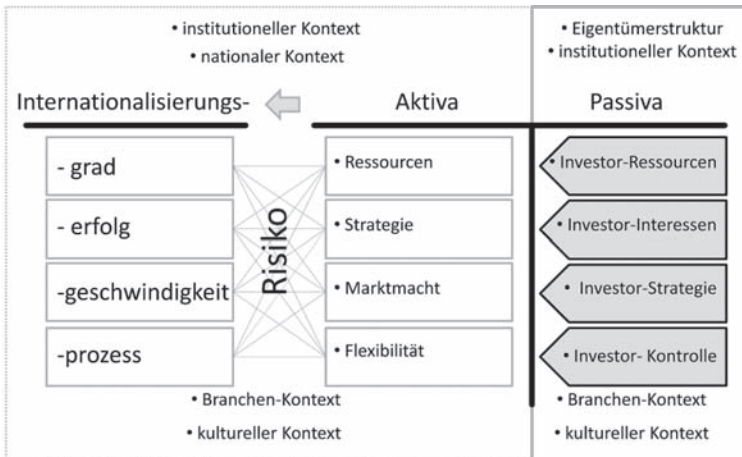 • institutioneller Kontext
• nationaler Kontext
• Eigentümerstruktur
• institutioneller Kontext
Internationalisierungs-
Aktiva
Passiva
- grad
- erfolg
-geschwindigkeit
-prozess
Risiko
• Ressourcen
• Strategie
• Marktmacht
• Flexibilität
• Investor-Ressourcen
• Investor-Interessen
• Investor-Strategie
• Investor- Kontrolle
• Branchen-Kontext
• kultureller Kontext
• Branchen-Kontext
• kultureller Kontext